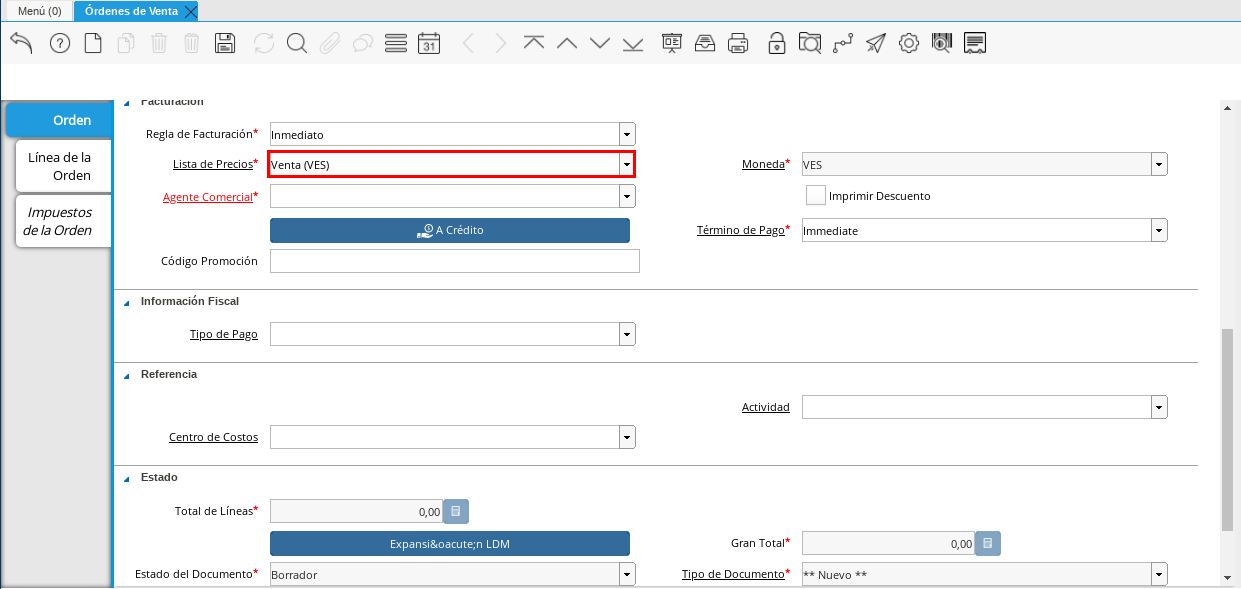 Menú (0) Órdenes de Venta
31
Facturación
Orden
Regla de Facturación* Inmediato
Línea de la
Orden
Lista de Precios* Venta (VES) Moneda* VES
Agente Comercial* Imprimir Descuento
Impuestos
de la Orden
A Crédito Término de Pago* Immediate
Código Promoción
Información Fiscal
Tipo de Pago
Referencia
Actividad
Centro de Costos
Estado
Total de Líneas* 0,00
Expansi&oacute;n LDM Gran Total* 0,00
Estado del Documento* Borrador Tipo de Documento* ** Nuevo **